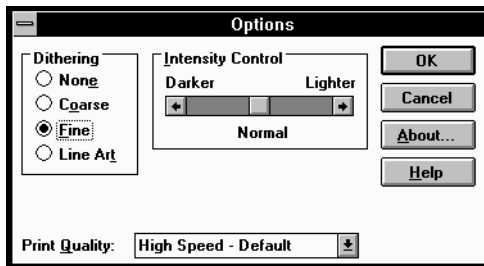 Options
Dithering
None
Coarse
Fine
Line Art
Intensity Control
Darker Lighter
Normal
OK
Cancel
About...
Help
Print Quality: High Speed - Default